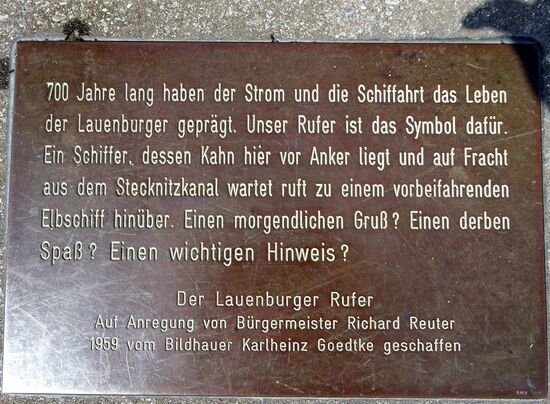 700 Jahre lang haben der Strom und die Schiffahrt das Leben
der Lauenburger geprägt. Unser Rufer ist das Symbol dafür.
Ein Schiffer, dessen Kahn hier vor Anker liegt und auf Fracht
aus dem Stecknitzkanal wartet ruft zu einem vorbeifahrenden
Elbschiff hinüber. Einen morgendlichen Gruß? Einen derben
Spaß? Einen wichtigen Hinweis?
Der Lauenburger Rufer
Auf Anregung von Bürgermeister Richard Reuter
1959 vom Bildhauer Karlheinz Goedtke geschaffen